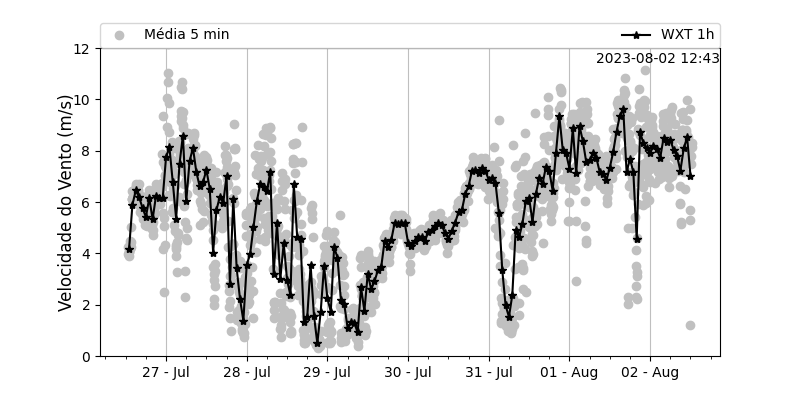 Média 5 min
WXT 1h
2023-08-02 12:43
Velocidade do Vento (m/s)
12
10
8
6
4
2
0
27 - Jul
28 - Jul
29 - Jul
30 - Jul
31 - Jul
01 - Aug
02 - Aug